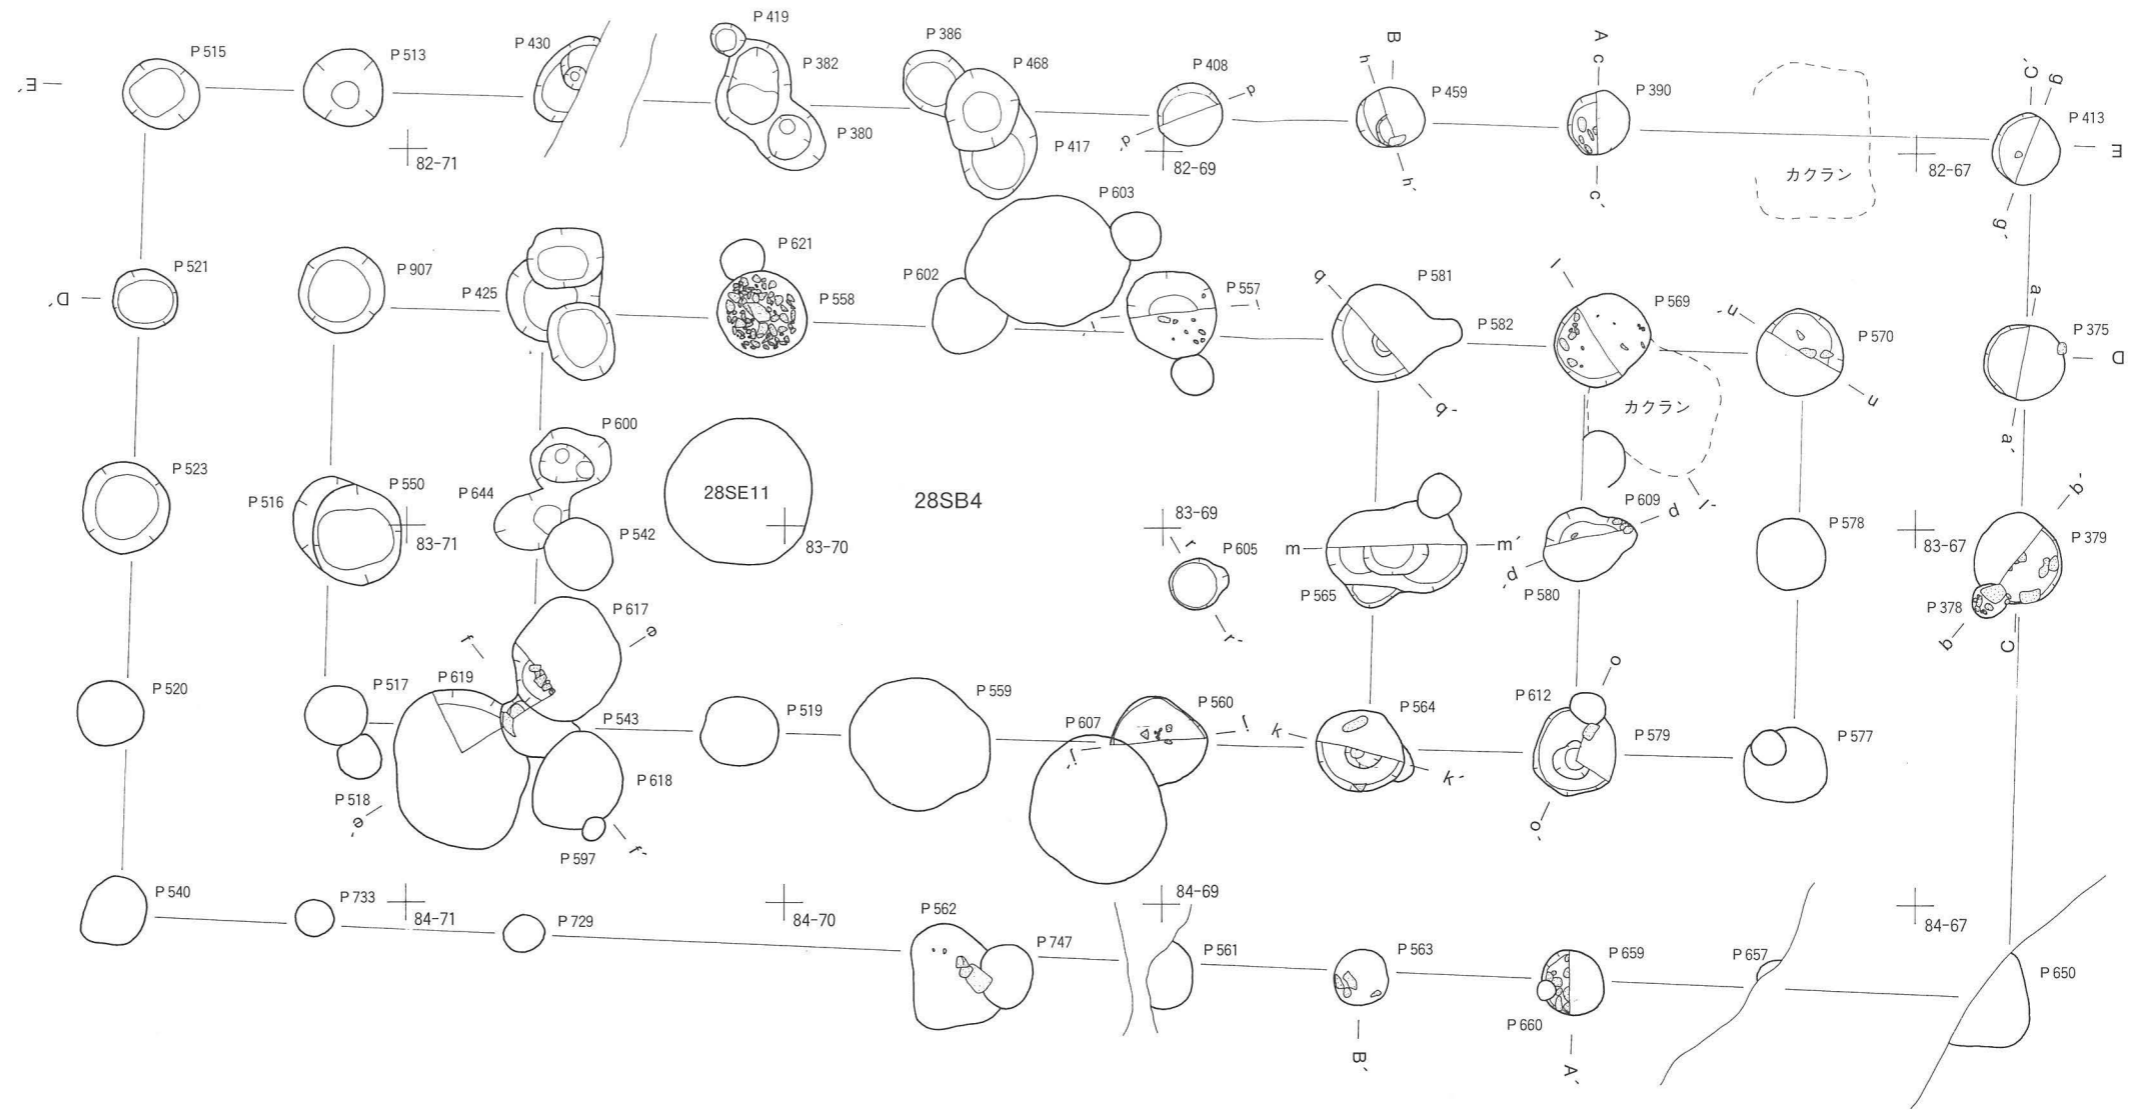 P 419
P 515
P 513
P 430
P 382
P 386
P 468
P 408
B
A
h
c
P 459
P 390
C´
g
P 413
E´
p
P 380
P 417
p´
82-71
82-69
h´
c´
カクラン
82-67
E
g´
P 603
P 621
P 521
P 907
P 425
P 602
P 558
P 557
q
P 581
l
P 569
n´
a
D´
P 582
P 570
P 375
D
q´
カクラン
n
a´
P 600
P 523
P 516
P 550
P 644
28SE11
28SB4
83-71
P 542
83-70
83-69
r
P 605
m
m´
P 609
d
l´
P 578
83-67
b´
P 379
d´
P 565
P 580
P 378
b
C
r´
P 617
e
f
P 520
P 517
P 619
P 543
P 519
P 559
P 607
P 560
k
P 564
o
P 612
P 579
P 577
k´
P 518
P 618
e´
f´
P 597
o´
P 540
P 733
84-71
P 729
84-70
P 562
84-69
84-67
P 747
P 561
P 563
P 659
P 657
P 650
P 660
B´
A´